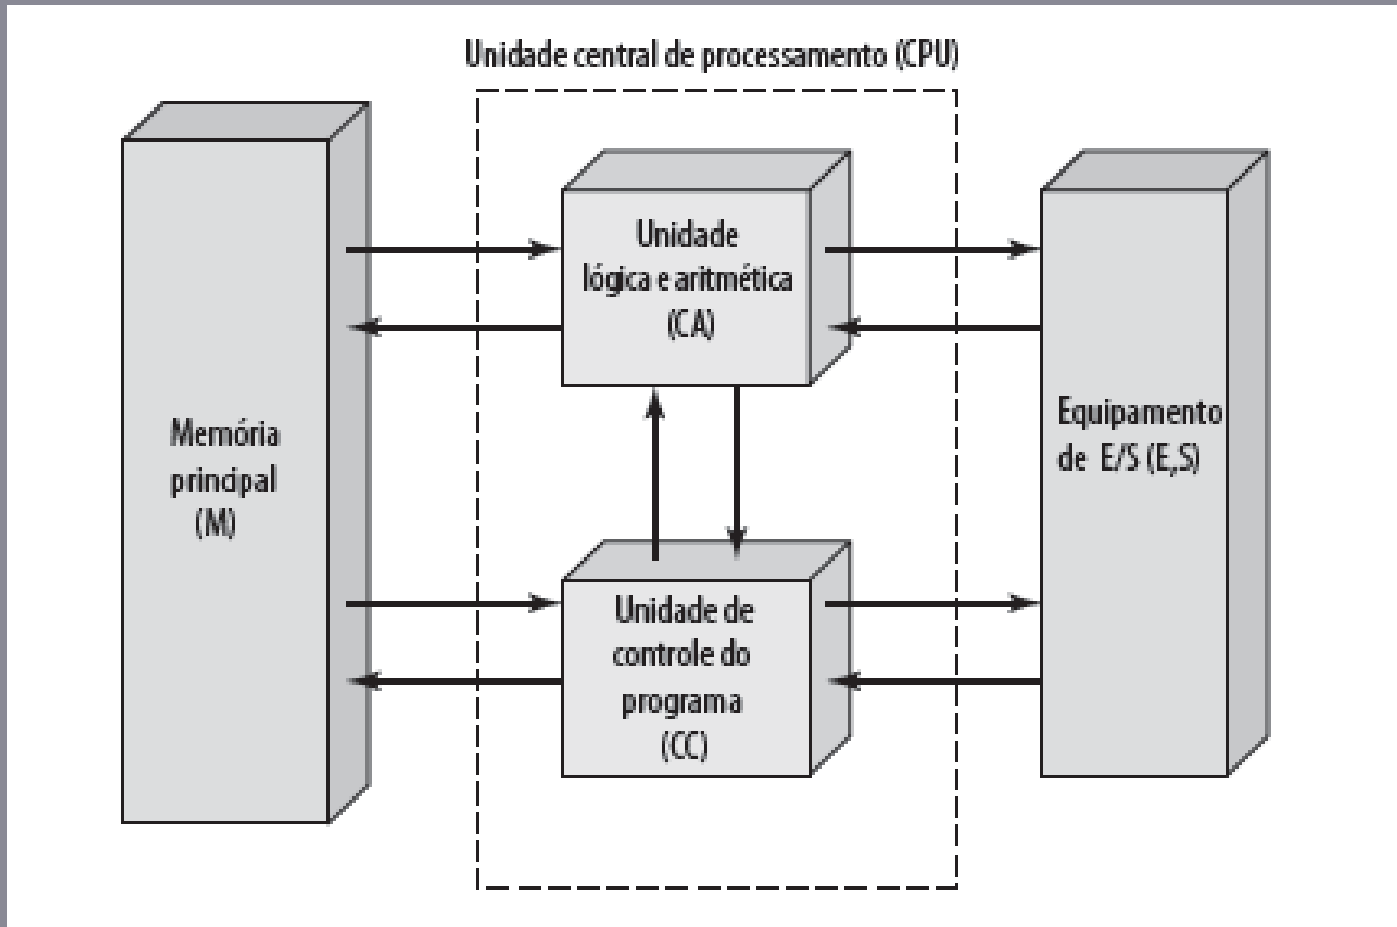 Unidade central de processamento (CPU)
Unidade
lógica e aritmética
(CA)
Memória
principal
(M)
Equipamento
de E/S (E,S)
Unidade de
controle do
programa
(CC)